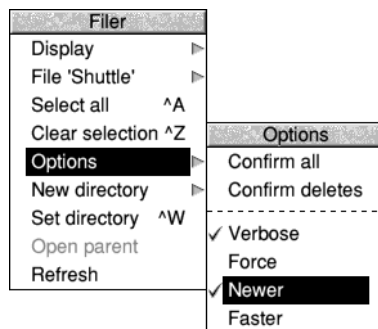 Filer
Display
File 'Shuttle'
Select all ^A
Clear selection ^Z
Options
New directory
Set directory ^W
Open parent
Refresh
Options
Confirm all
Confirm deletes
✓ Verbose
Force
✓ Newer
Faster